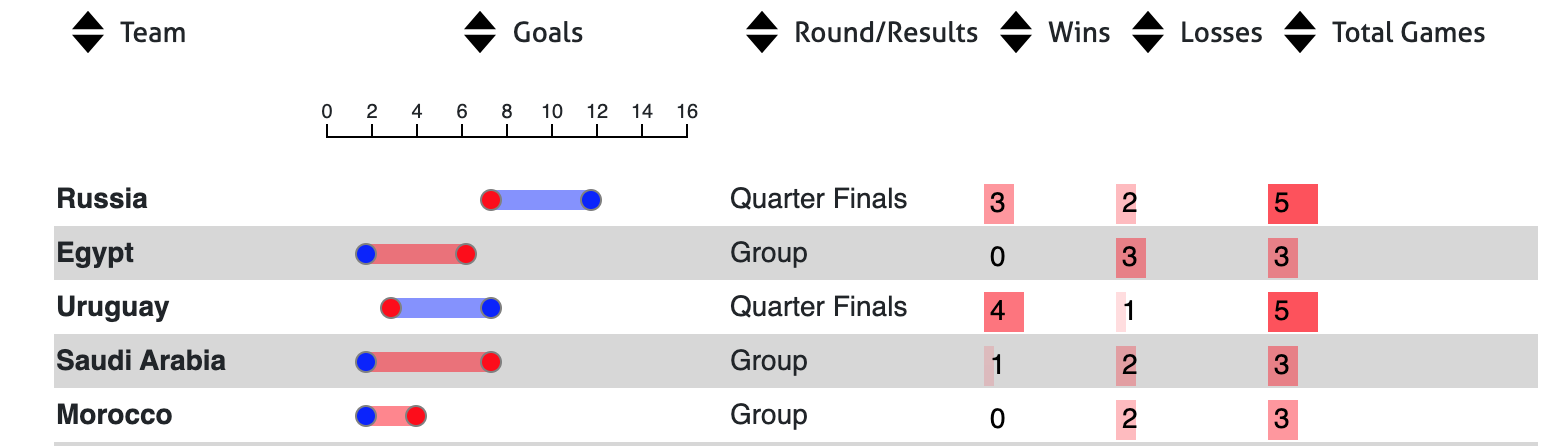 Team Goals Round/Results Wins Losses Total Games
0 2 4 6 8 10 12 14 16
Russia Quarter Finals 3 2 5
Egypt Group 0 3 3
Uruguay Quarter Finals 4 1 5
Saudi Arabia Group 1 2 3
Morocco Group 0 2 3